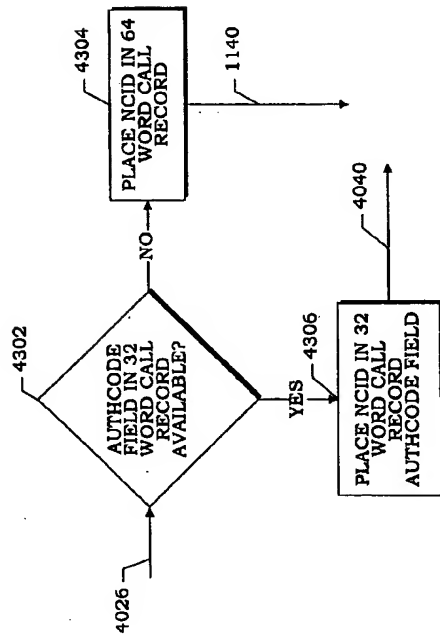 4026
4302
AUTHCODE
FIELD IN 32
WORD CALL
RECORD
AVAILABLE?
NO
4304
PLACE NCID IN 64
WORD CALL
RECORD
1140
YES
4306
PLACE NCID IN 32
WORD CALL
RECORD
AUTHCODE FIELD
4040